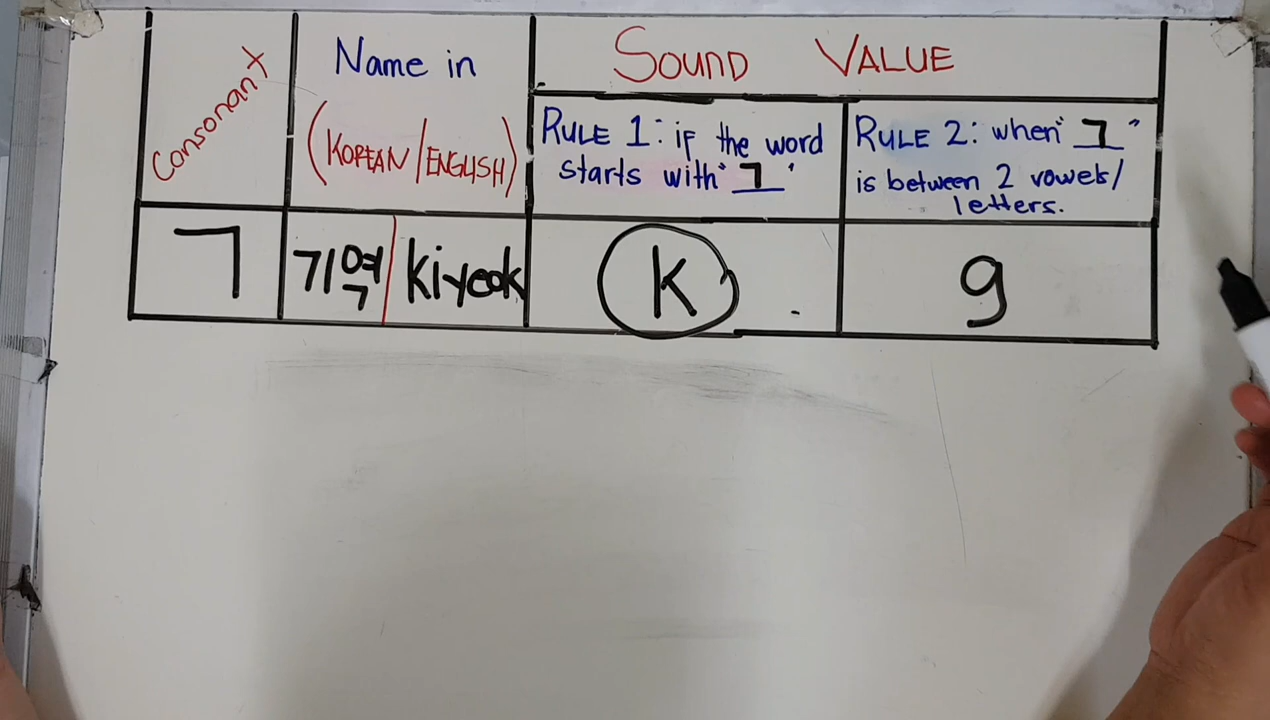 Consonant
Name in
(KOREAN/ENGLISH)
SOUND VALUE
RULE 1: if the word
starts with "ㄱ"
RULE 2: when "ㄱ"
is between 2 vowels/
letters.
ㄱ
기역
kiyeok
K
g